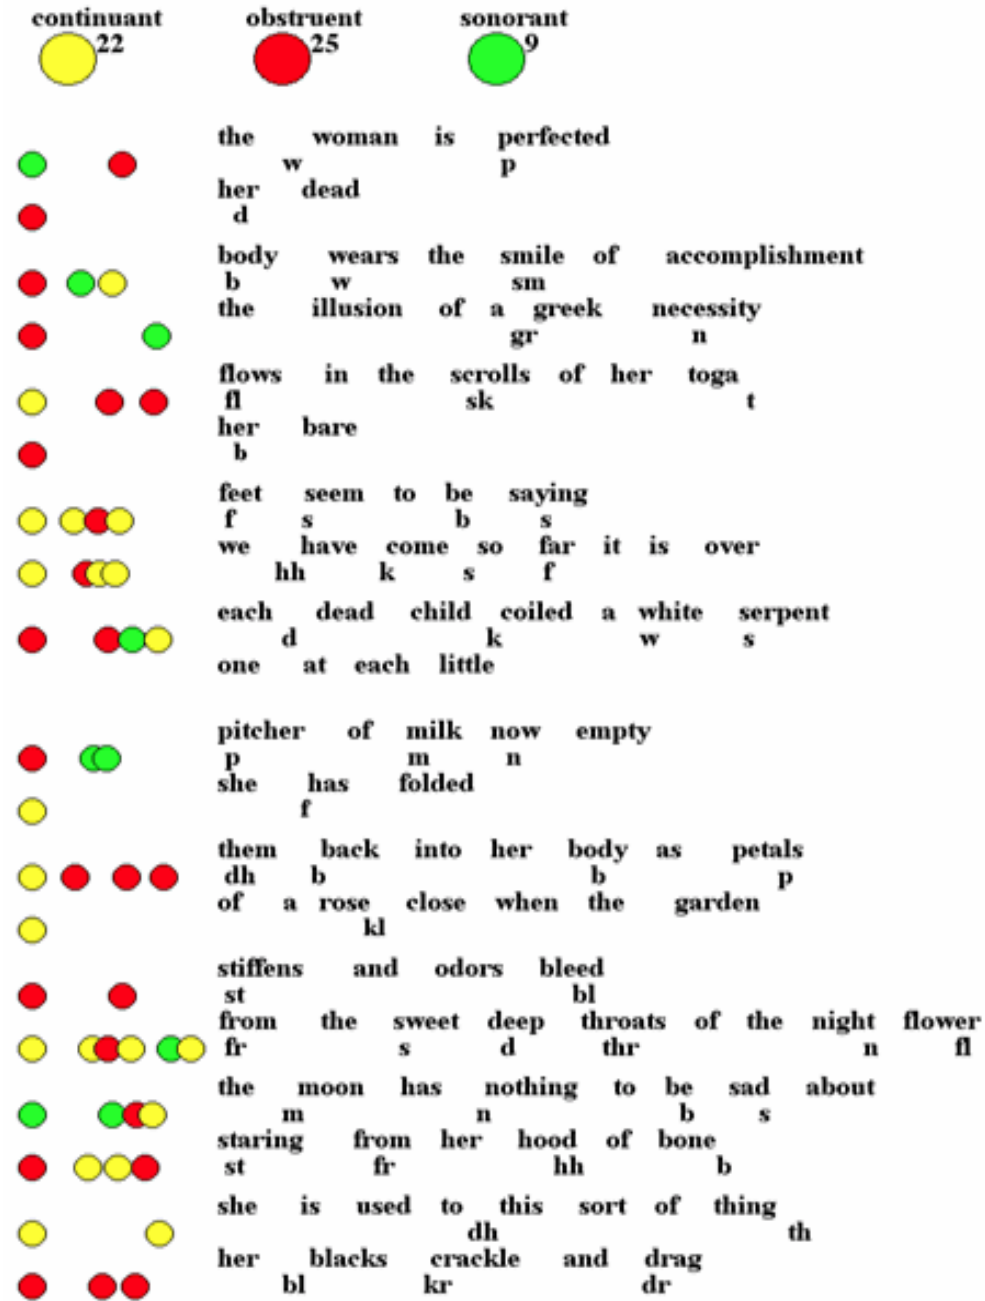 continuant obstruent sonorant
22 25 9
the woman is perfected
w p
her dead
d
body wears the smile of accomplishment
b w sm
the illusion of a greek necessity
gr n
flows in the scrolls of her toga
fl sk t
her bare
b
feet seem to be saying
f s b s
we have come so far it is over
hh k s f
each dead child coiled a white serpent
d k w s
one at each little
pitcher of milk now empty
p m n
she has folded
f
them back into her body as petals
dh b b p
of a rose close when the garden
kl
stiffens and odors bleed
st bl
from the sweet deep throats of the night flower
fr s d thr n fl
the moon has nothing to be sad about
m n b s
staring from her hood of bone
st fr hh b
she is used to this sort of thing
dh th
her blacks crackle and drag
bl kr dr